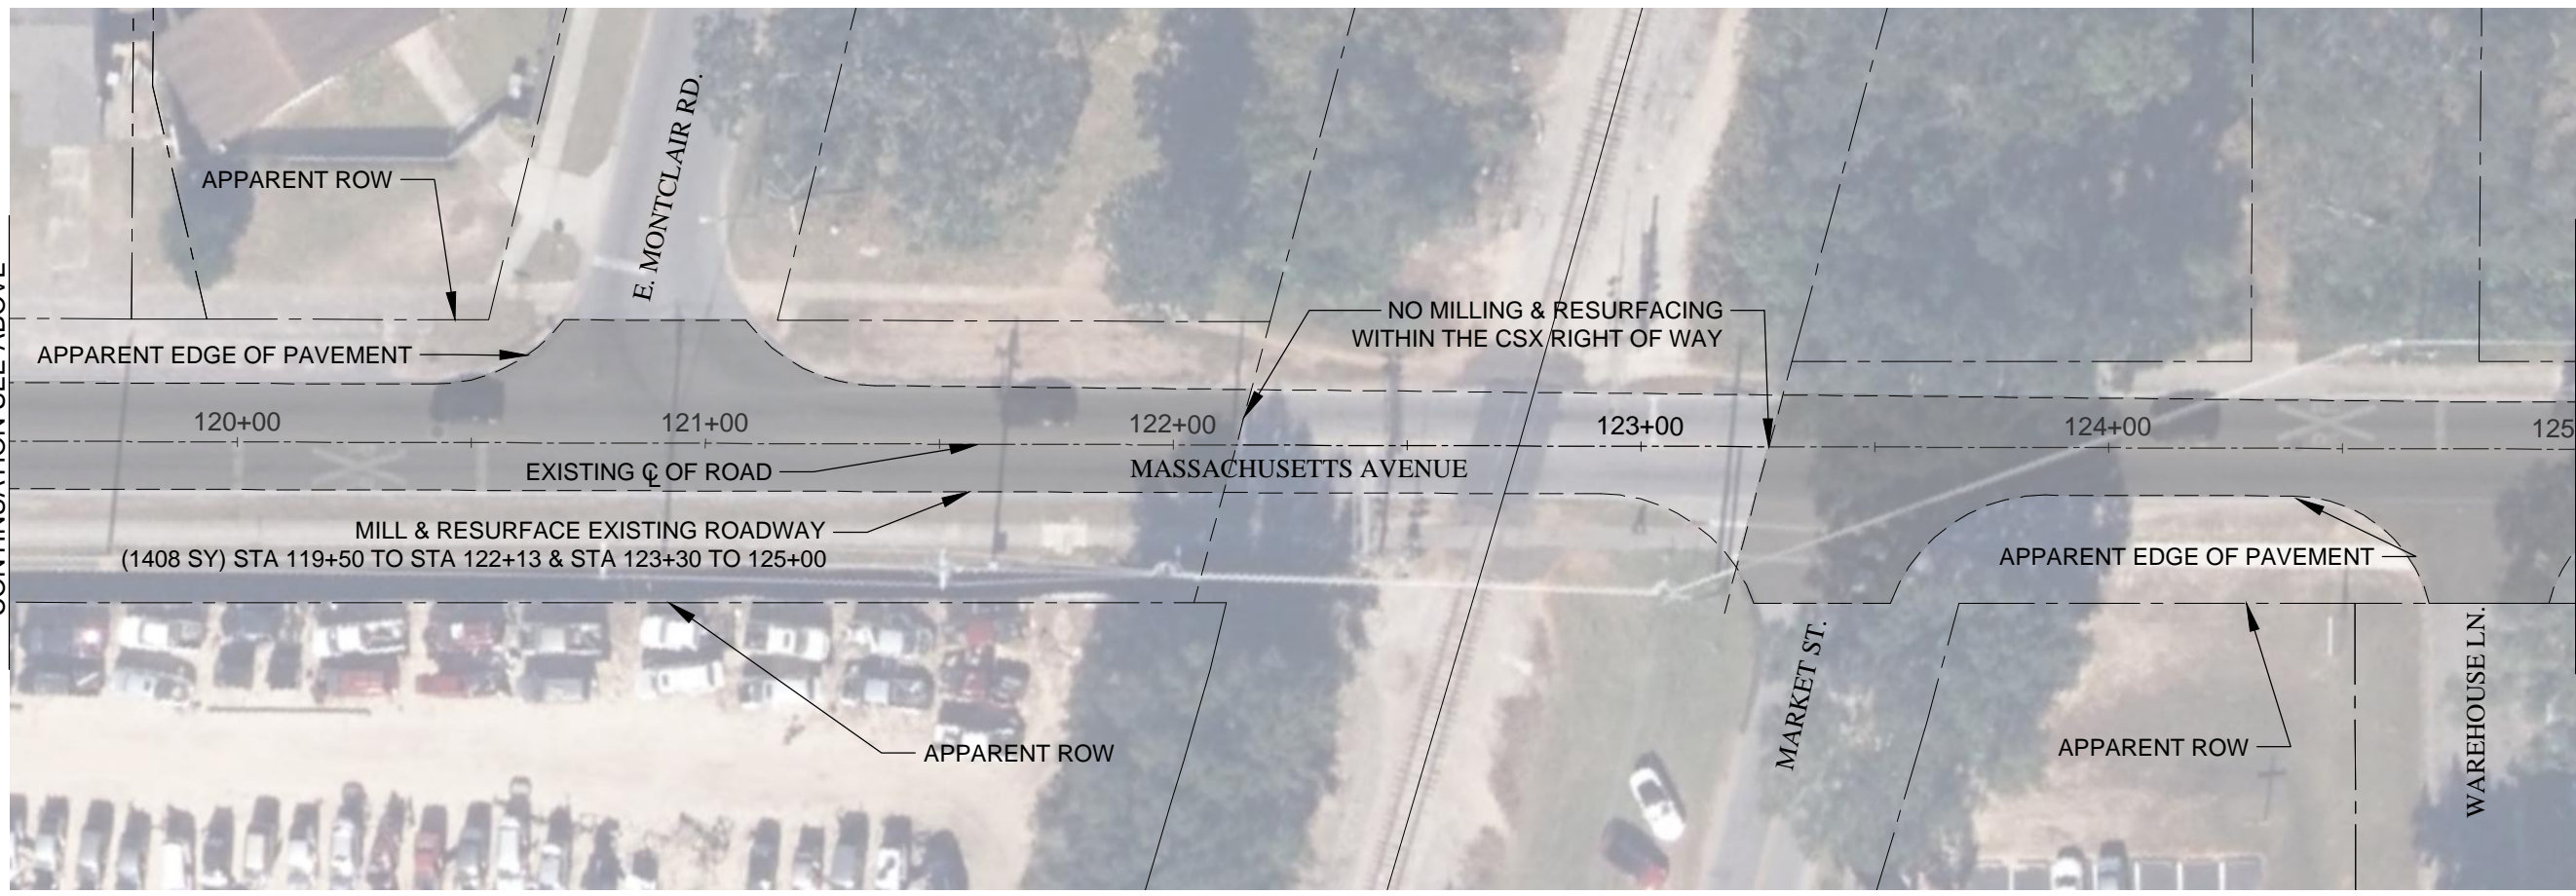 E. MONTCLAIR RD.
APPARENT ROW
NO MILLING & RESURFACING
WITHIN THE CSX RIGHT OF WAY
APPARENT EDGE OF PAVEMENT
120+00
121+00
122+00
123+00
124+00
125
EXISTING ℄ OF ROAD
MASSACHUSETTS AVENUE
MILL & RESURFACE EXISTING ROADWAY
(1408 SY) STA 119+50 TO STA 122+13 & STA 123+30 TO 125+00
APPARENT EDGE OF PAVEMENT
MARKET ST.
WAREHOUSE LN.
APPARENT ROW
APPARENT ROW